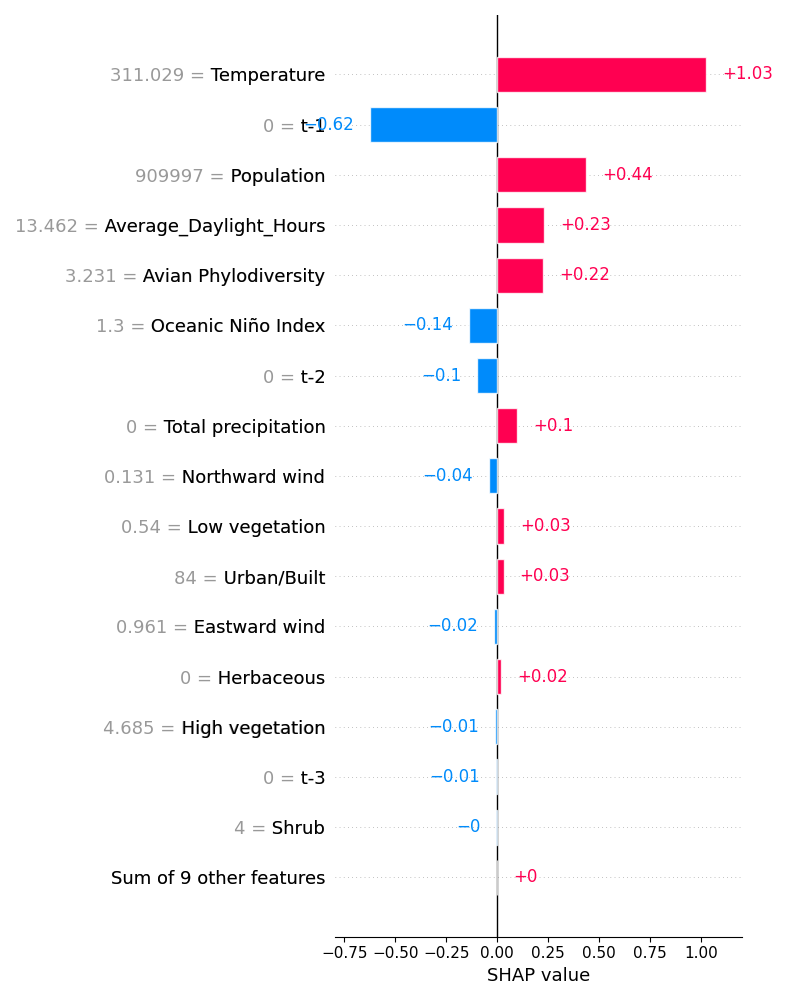 311.029 = Temperature +1.03
0 = t-1 −0.62
909997 = Population +0.44
13.462 = Average_Daylight_Hours +0.23
3.231 = Avian Phylodiversity +0.22
1.3 = Oceanic Niño Index −0.14
0 = t-2 −0.1
0 = Total precipitation +0.1
0.131 = Northward wind −0.04
0.54 = Low vegetation +0.03
84 = Urban/Built +0.03
0.961 = Eastward wind −0.02
0 = Herbaceous +0.02
4.685 = High vegetation −0.01
0 = t-3 −0.01
4 = Shrub −0
Sum of 9 other features +0
−0.75 −0.50 −0.25 0.00 0.25 0.50 0.75 1.00
SHAP value